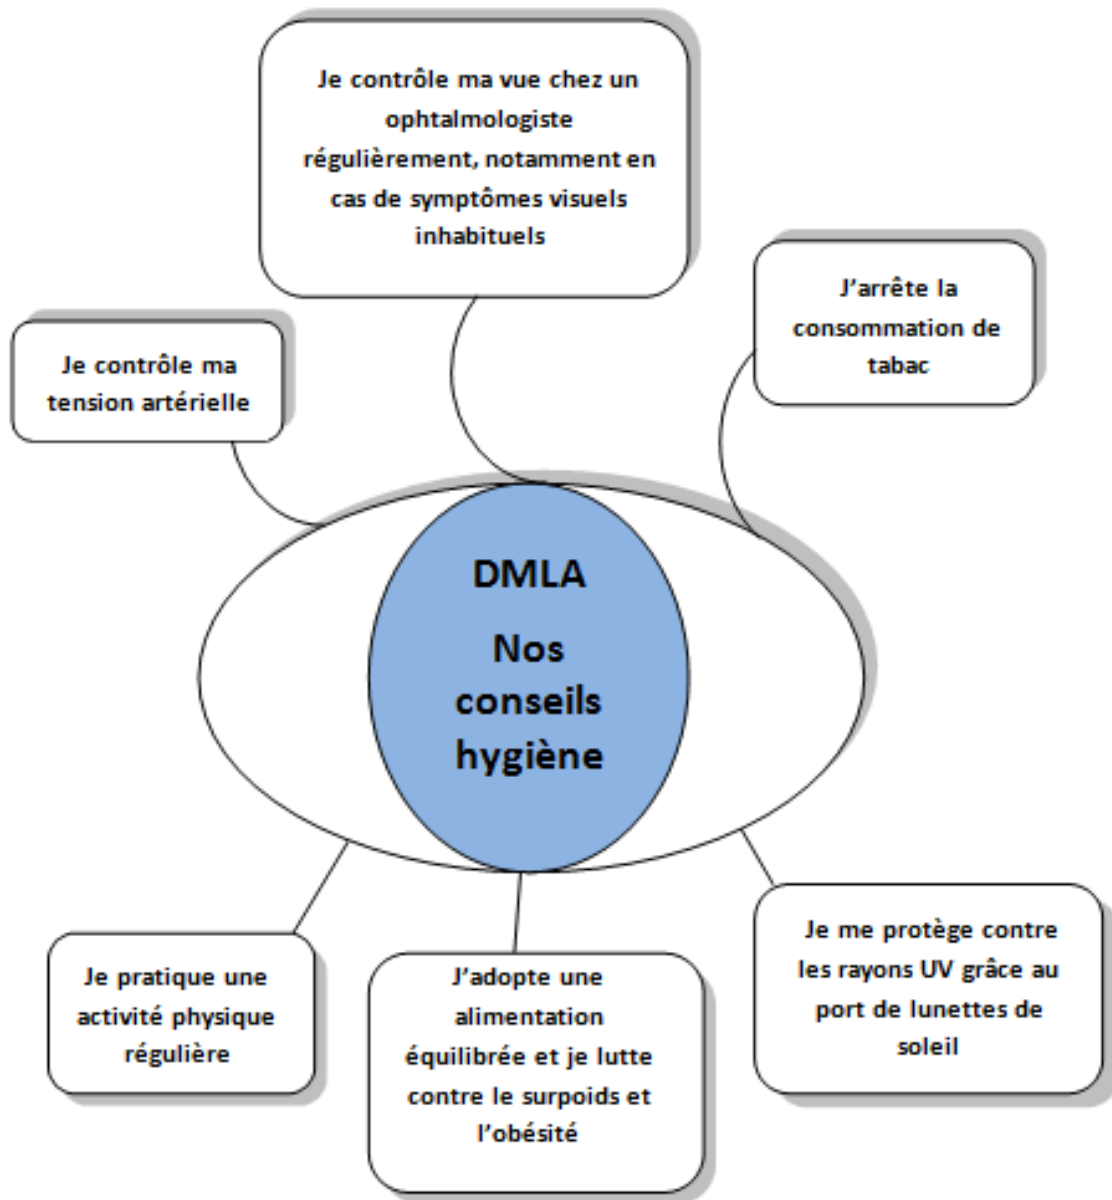 Je contrôle ma vue chez un
ophtalmologiste
régulièrement, notamment en
cas de symptômes visuels
inhabituels
J’arrête la
consommation de
tabac
Je contrôle ma
tension artérielle
DMLA
Nos
conseils
hygiène
Je pratique une
activité physique
régulière
J’adopte une
alimentation
équilibrée et je lutte
contre le surpoids et
l’obésité
Je me protège contre
les rayons UV grâce au
port de lunettes de
soleil